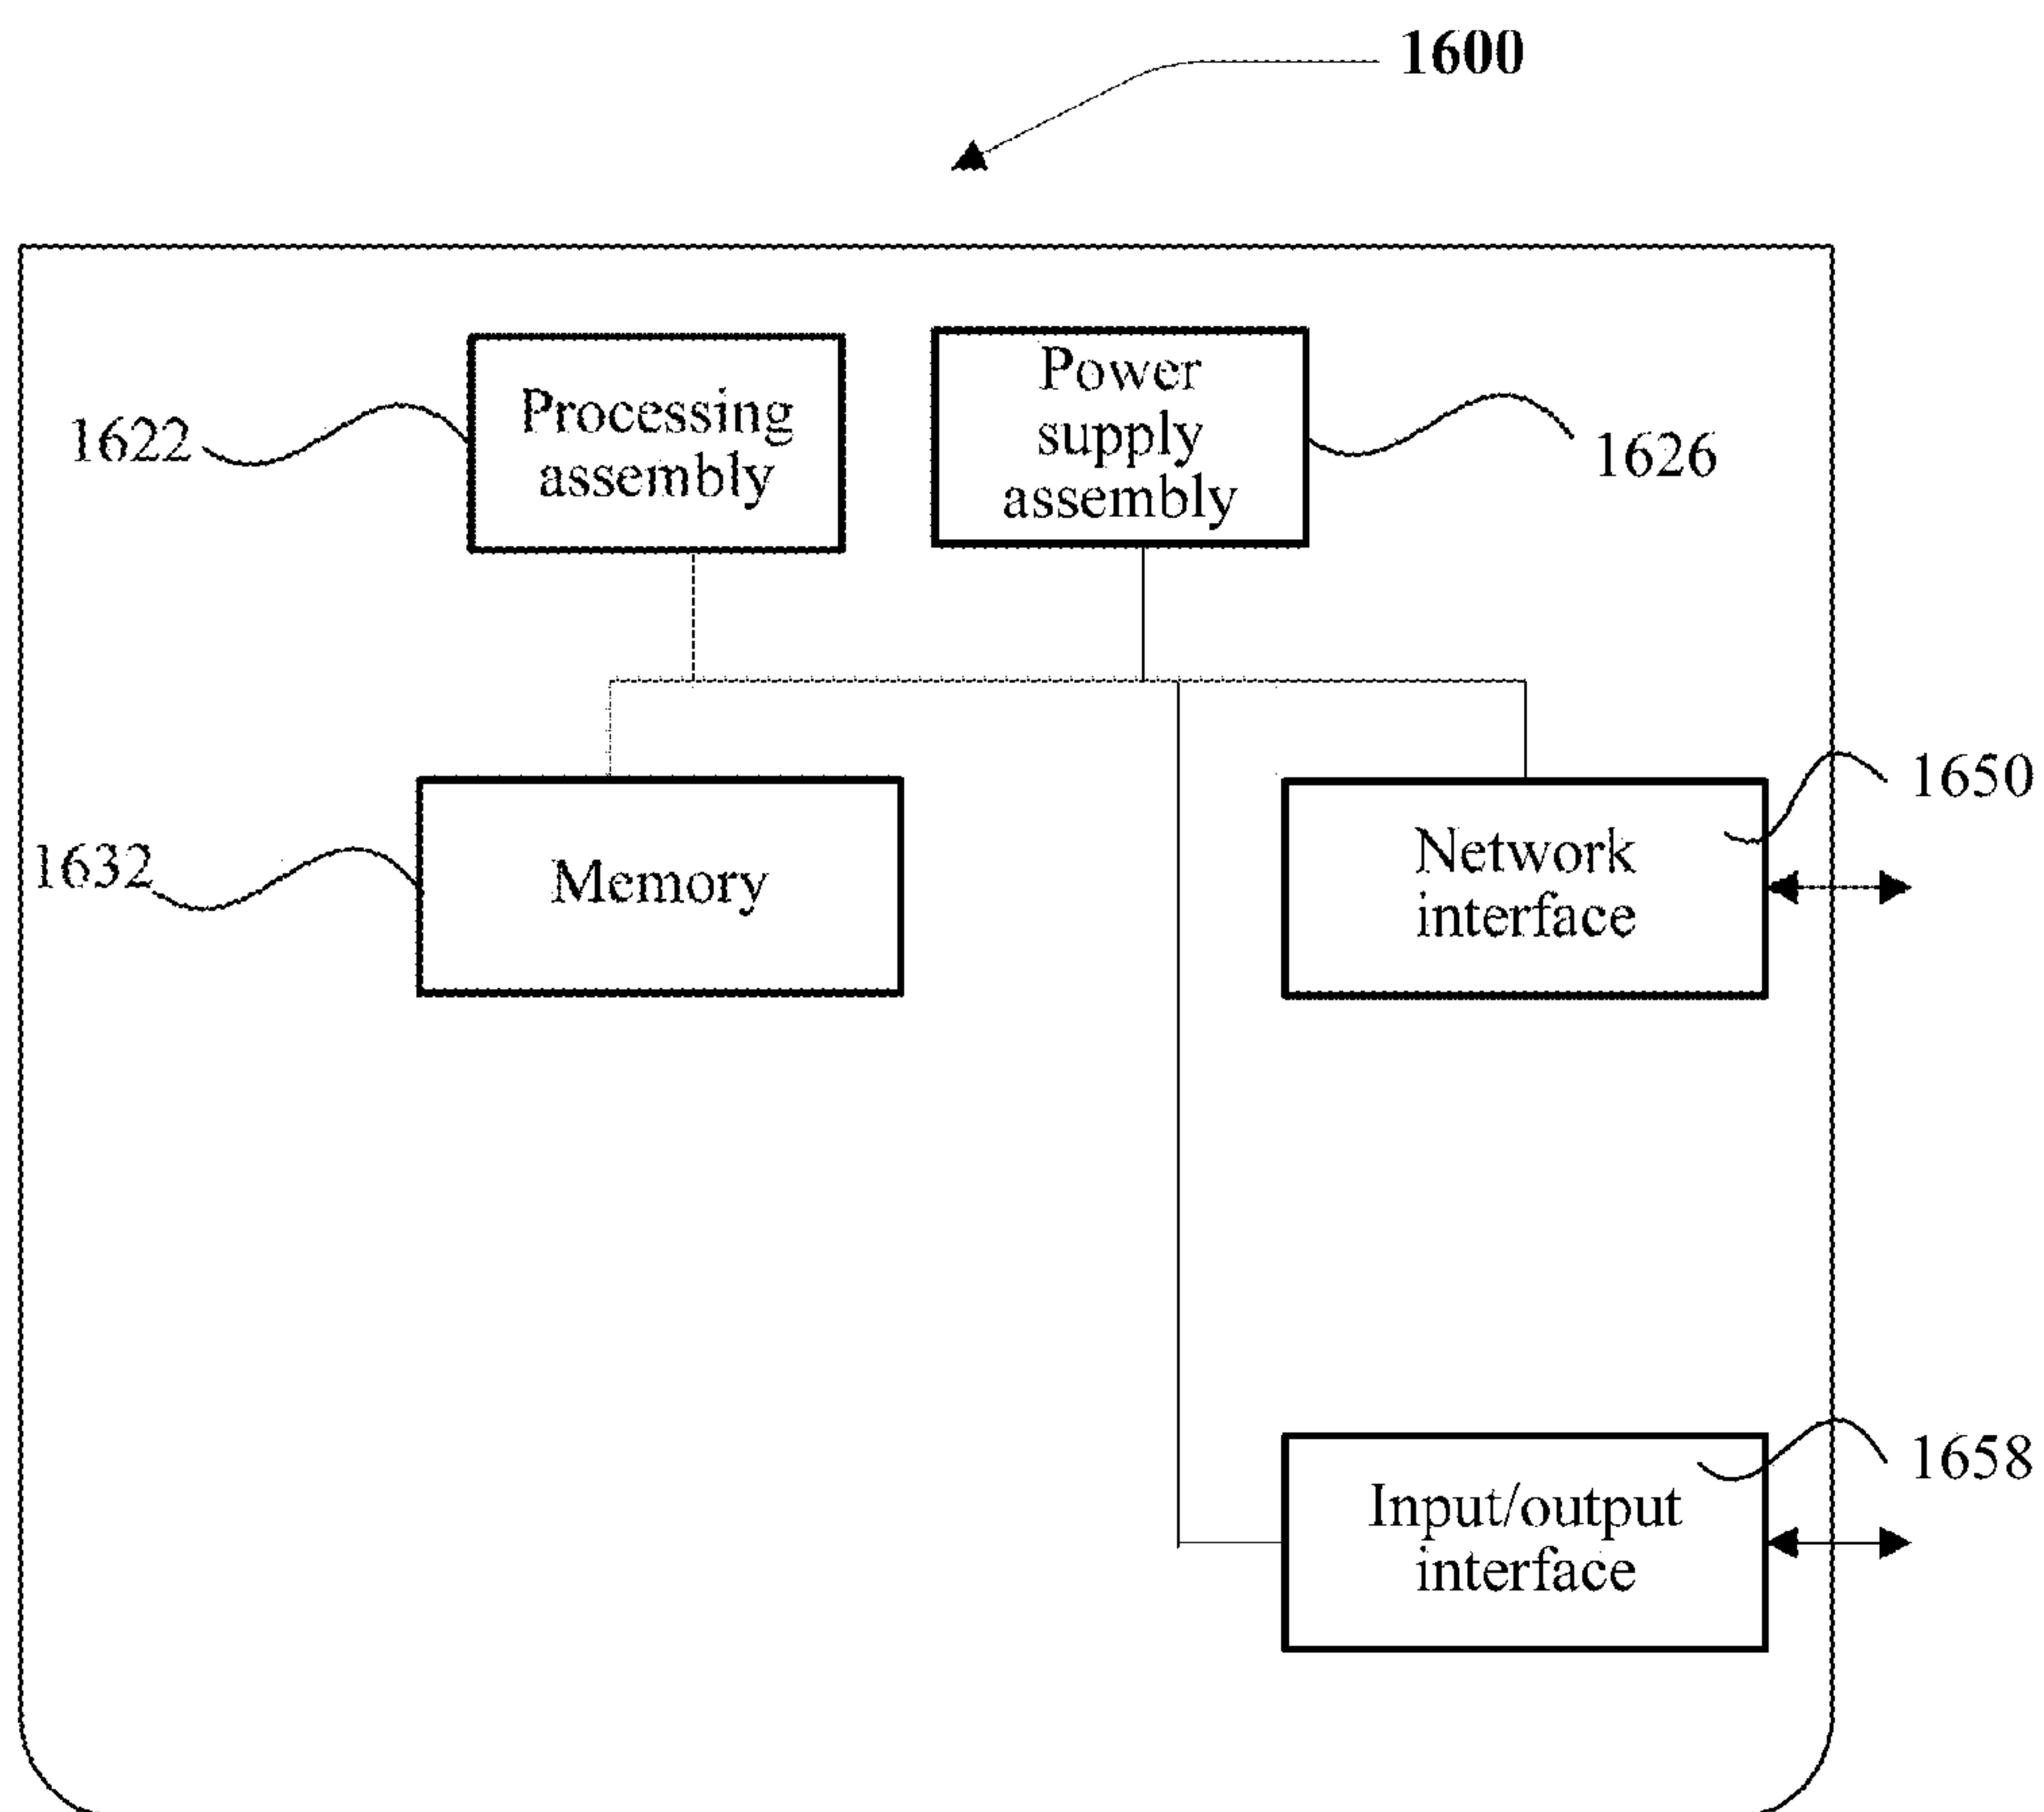 1600
Processing
assembly
Power
supply
assembly
1622
1626
1650
Network
interface
1632
Memory
1658
Input/output
interface